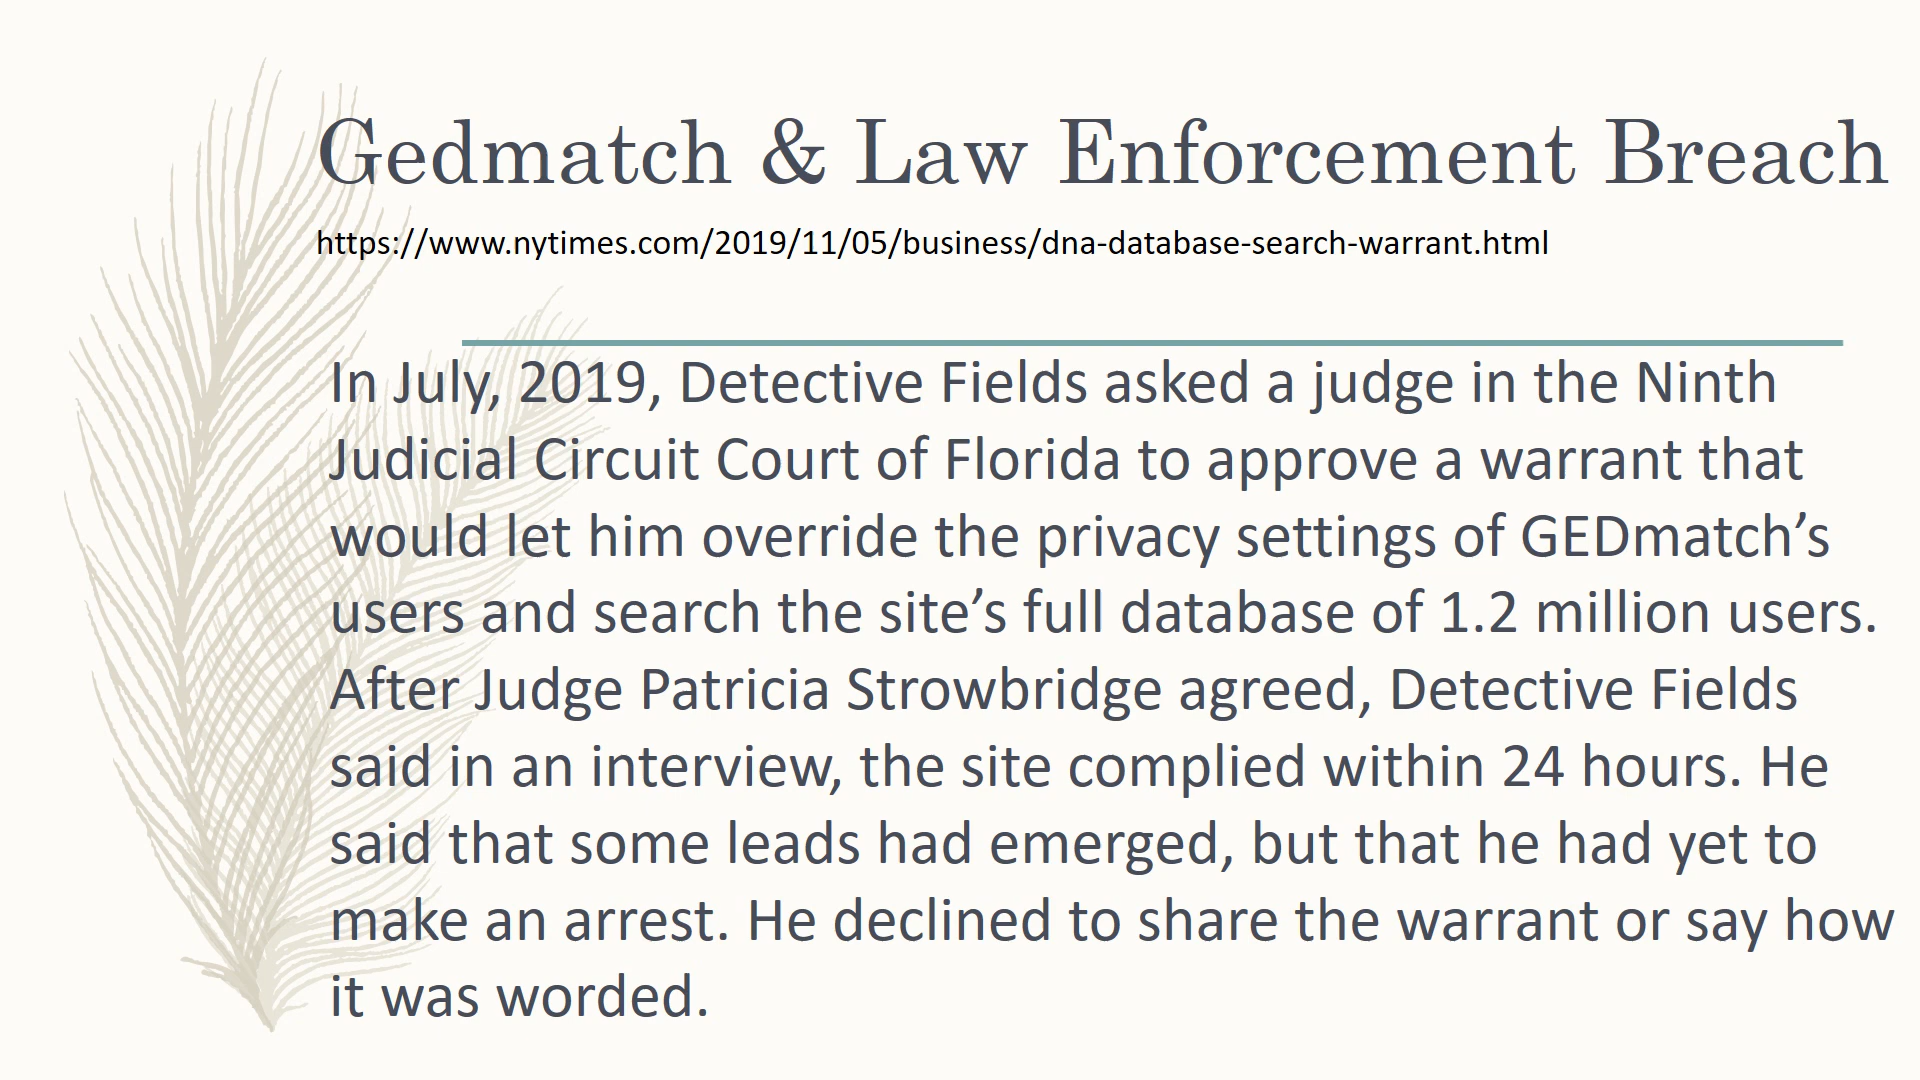 Gedmatch & Law Enforcement Breach
https://www.nytimes.com/2019/11/05/business/dna-database-search-warrant.html
In July, 2019, Detective Fields asked a judge in the Ninth
Judicial Circuit Court of Florida to approve a warrant that
would let him override the privacy settings of GEDmatch’s
users and search the site’s full database of 1.2 million users.
After Judge Patricia Strowbridge agreed, Detective Fields
said in an interview, the site complied within 24 hours. He
said that some leads had emerged, but that he had yet to
make an arrest. He declined to share the warrant or say how
it was worded.